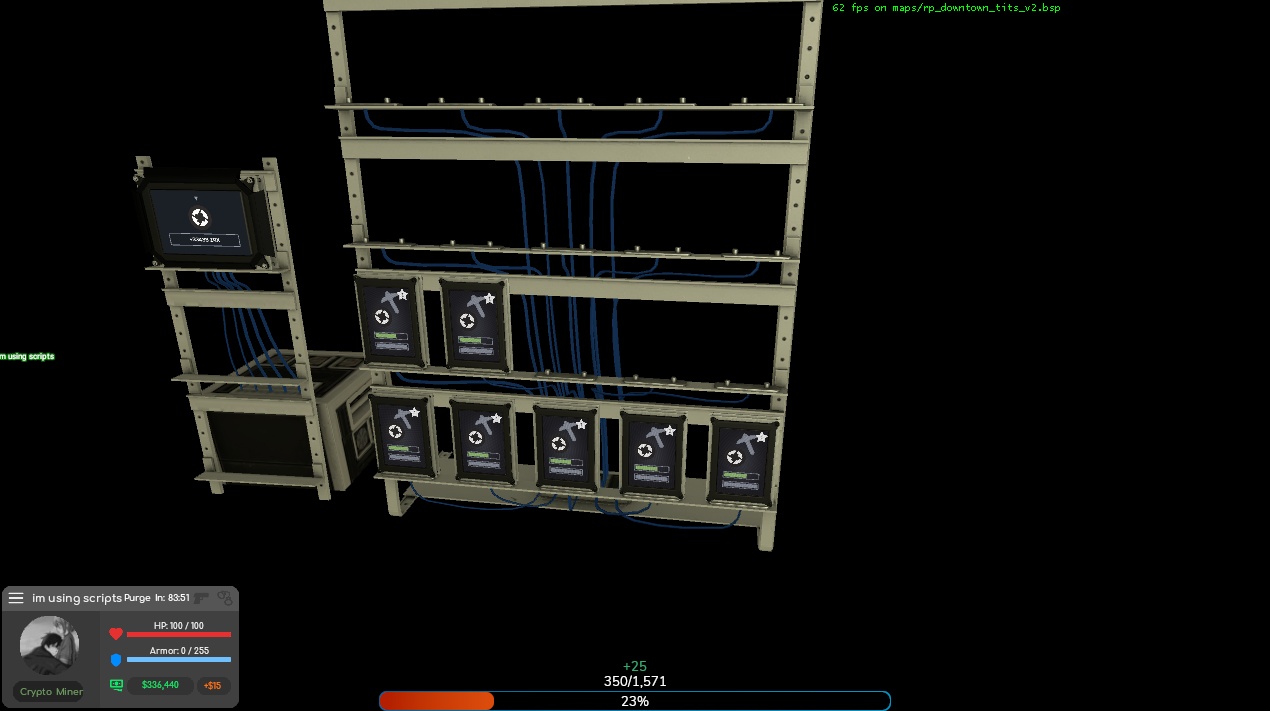 62 fps on maps/rp_downtown_tits_v2.bsp
m using scripts
im using scripts Purge In: 83:51
HP: 100 / 100
Armor: 0 / 255
$336,440 +$15
Crypto Miner
+25
350/1,571
23%